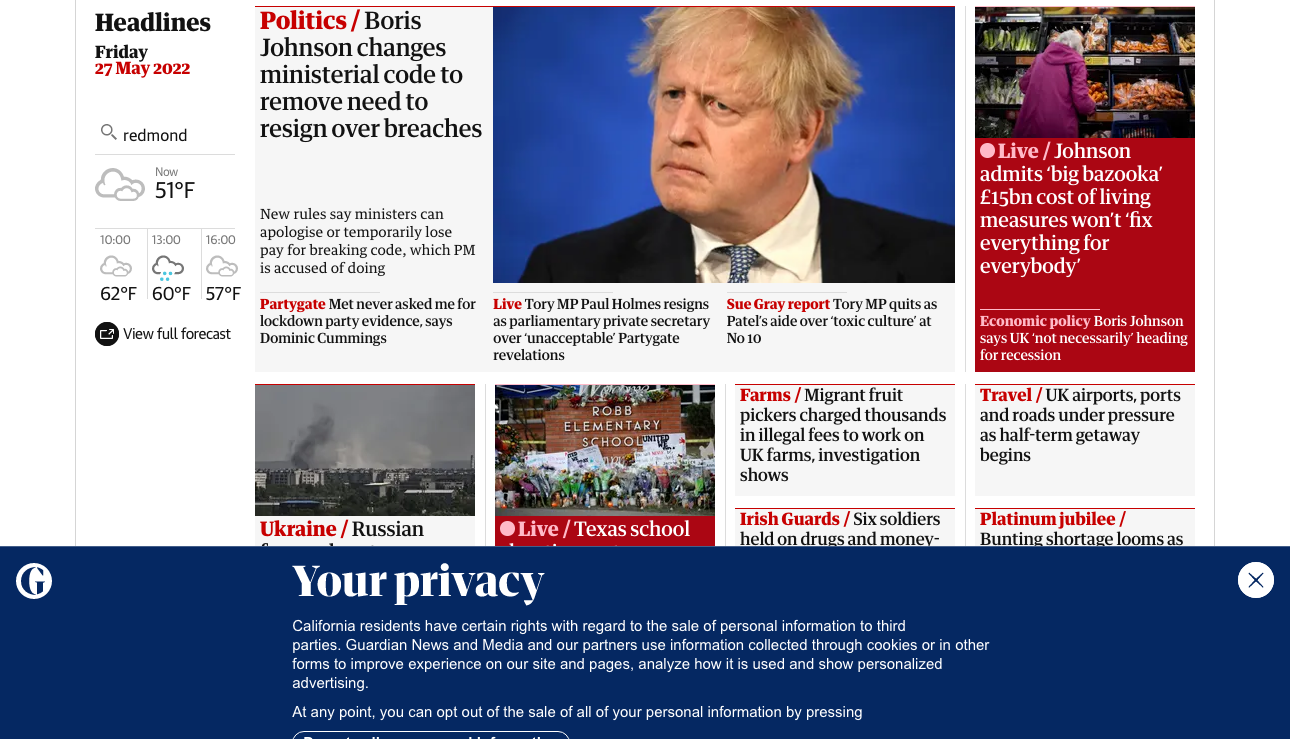 Headlines
Friday
27 May 2022
redmond
Now
51°F
10:00
13:00
16:00
62°F
60°F
57°F
View full forecast
Politics / Boris
Johnson changes
ministerial code to
remove need to
resign over breaches
New rules say ministers can
apologise or temporarily lose
pay for breaking code, which PM
is accused of doing
Partygate Met never asked me for
lockdown party evidence, says
Dominic Cummings
Live Tory MP Paul Holmes resigns
as parliamentary private secretary
over ‘unacceptable’ Partygate
revelations
Sue Gray report Tory MP quits as
Patel’s aide over ‘toxic culture’ at
No 10
Live / Johnson
admits ‘big bazooka’
£15bn cost of living
measures won’t ‘fix
everything for
everybody’
Economic policy Boris Johnson
says UK ‘not necessarily’ heading
for recession
Ukraine / Russian
ROBB
ELEMENTARY
SCHOOL
UNITED
Live / Texas school
Farms / Migrant fruit
pickers charged thousands
in illegal fees to work on
UK farms, investigation
shows
Irish Guards / Six soldiers
held on drugs and money-
Travel / UK airports, ports
and roads under pressure
as half-term getaway
begins
Platinum jubilee /
Bunting shortage looms as
Your privacy
California residents have certain rights with regard to the sale of personal information to third
parties. Guardian News and Media and our partners use information collected through cookies or in other
forms to improve experience on our site and pages, analyze how it is used and show personalized
advertising.
At any point, you can opt out of the sale of all of your personal information by pressing